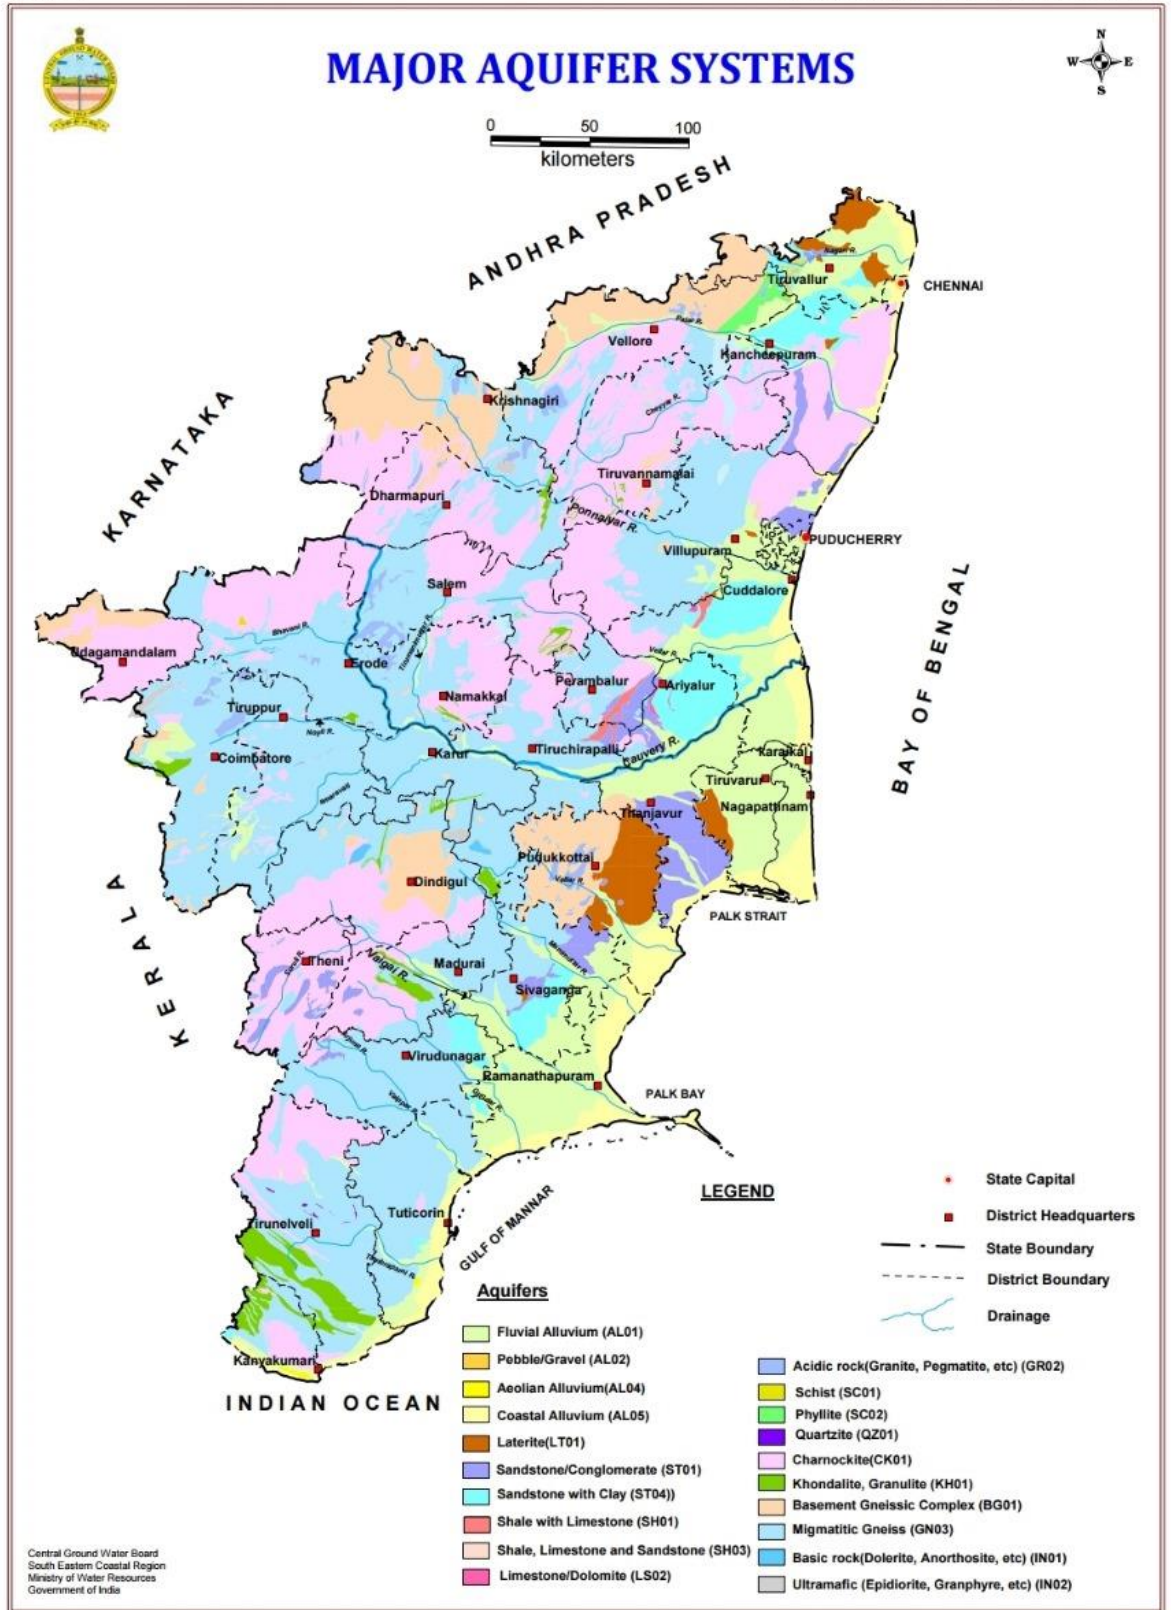 MAJOR AQUIFER SYSTEMS
N
W E
S
0 50 100
kilometers
ANDHRA PRADESH
KARNATAKA
KERALA
BAY OF BENGAL
Nagari R.
Tiruvallur
CHENNAI
Palar R.
Vellore
Kancheepuram
Krishnagiri
Cheyyar R.
Tiruvannamalai
Dharmapuri
Ponnaiyar R.
Villupuram
PUDUCHERRY
Salem
Cuddalore
Bhavani R.
Vellar R.
Udagamandalam
Erode
Perambalur
Ariyalur
Namakkal
Tiruppur
Noyil R.
Coimbatore
Karur
Tiruchirapalli
Cauvery R.
Karaikal
Tiruvarur
Nagapattinam
Thanjavur
Pudukkottai
Vellar R.
Dindigul
PALK STRAIT
Theni
Vaigai R.
Madurai
Sivaganga
Virudunagar
Ramanathapuram
PALK BAY
Tirunelveli
Tuticorin
GULF OF MANNAR
Kanyakumari
INDIAN OCEAN
LEGEND
State Capital
District Headquarters
State Boundary
District Boundary
Drainage
Aquifers
Fluvial Alluvium (AL01)
Pebble/Gravel (AL02)
Aeolian Alluvium(AL04)
Coastal Alluvium (AL05)
Laterite(LT01)
Sandstone/Conglomerate (ST01)
Sandstone with Clay (ST04))
Shale with Limestone (SH01)
Shale, Limestone and Sandstone (SH03)
Limestone/Dolomite (LS02)
Acidic rock(Granite, Pegmatite, etc) (GR02)
Schist (SC01)
Phyllite (SC02)
Quartzite (QZ01)
Charnockite(CK01)
Khondalite, Granulite (KH01)
Basement Gneissic Complex (BG01)
Migmatitic Gneiss (GN03)
Basic rock(Dolerite, Anorthosite, etc) (IN01)
Ultramafic (Epidiorite, Granphyre, etc) (IN02)
Central Ground Water Board
South Eastern Coastal Region
Ministry of Water Resources
Government of India